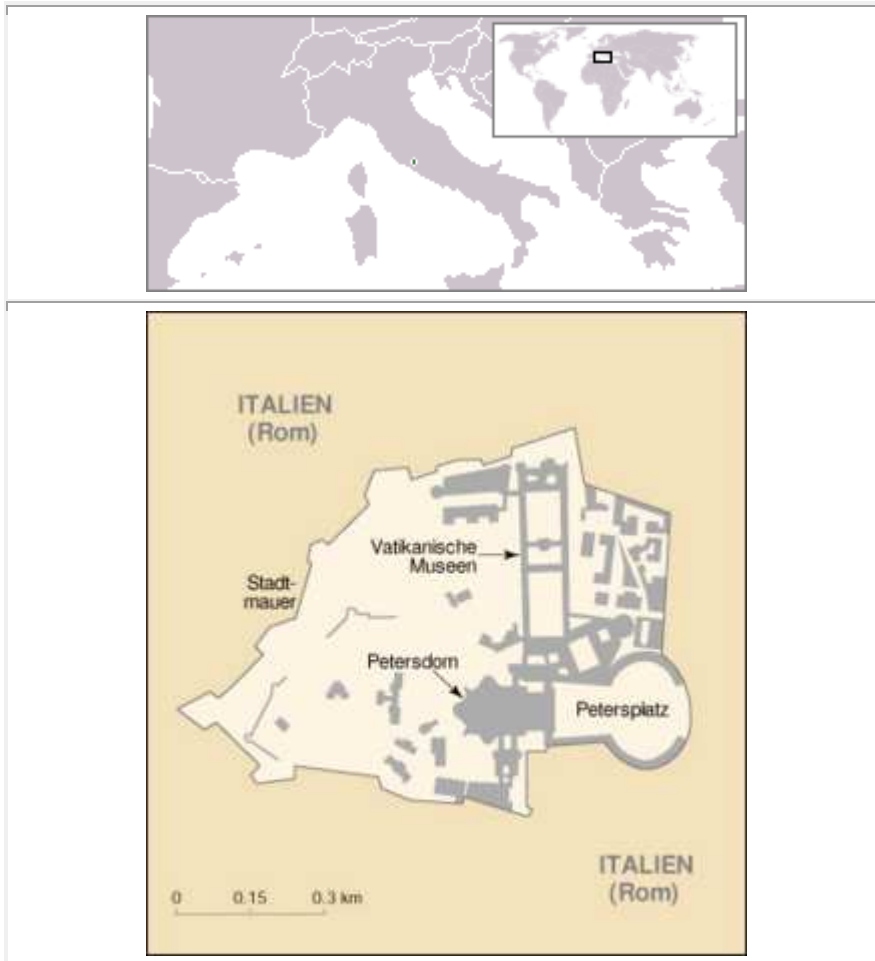 ITALIEN
(Rom)
Vatikanische
Museen
Stadt-
mauer
Petersdom
Petersplatz
ITALIEN
(Rom)
0 0.15 0.3 km